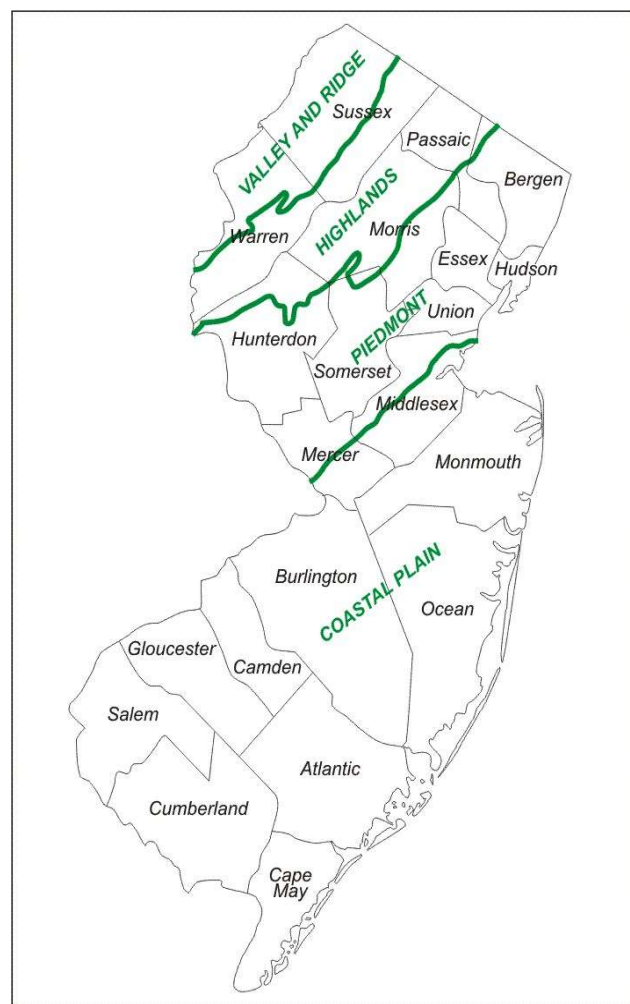 VALLEY AND RIDGE
Sussex
Passaic
Bergen
HIGHLANDS
Warren
Morris
Essex
Hudson
Union
PIEDMONT
Hunterdon
Somerset
Middlesex
Mercer
Monmouth
Burlington
COASTAL PLAIN
Ocean
Gloucester
Camden
Salem
Atlantic
Cumberland
Cape
May